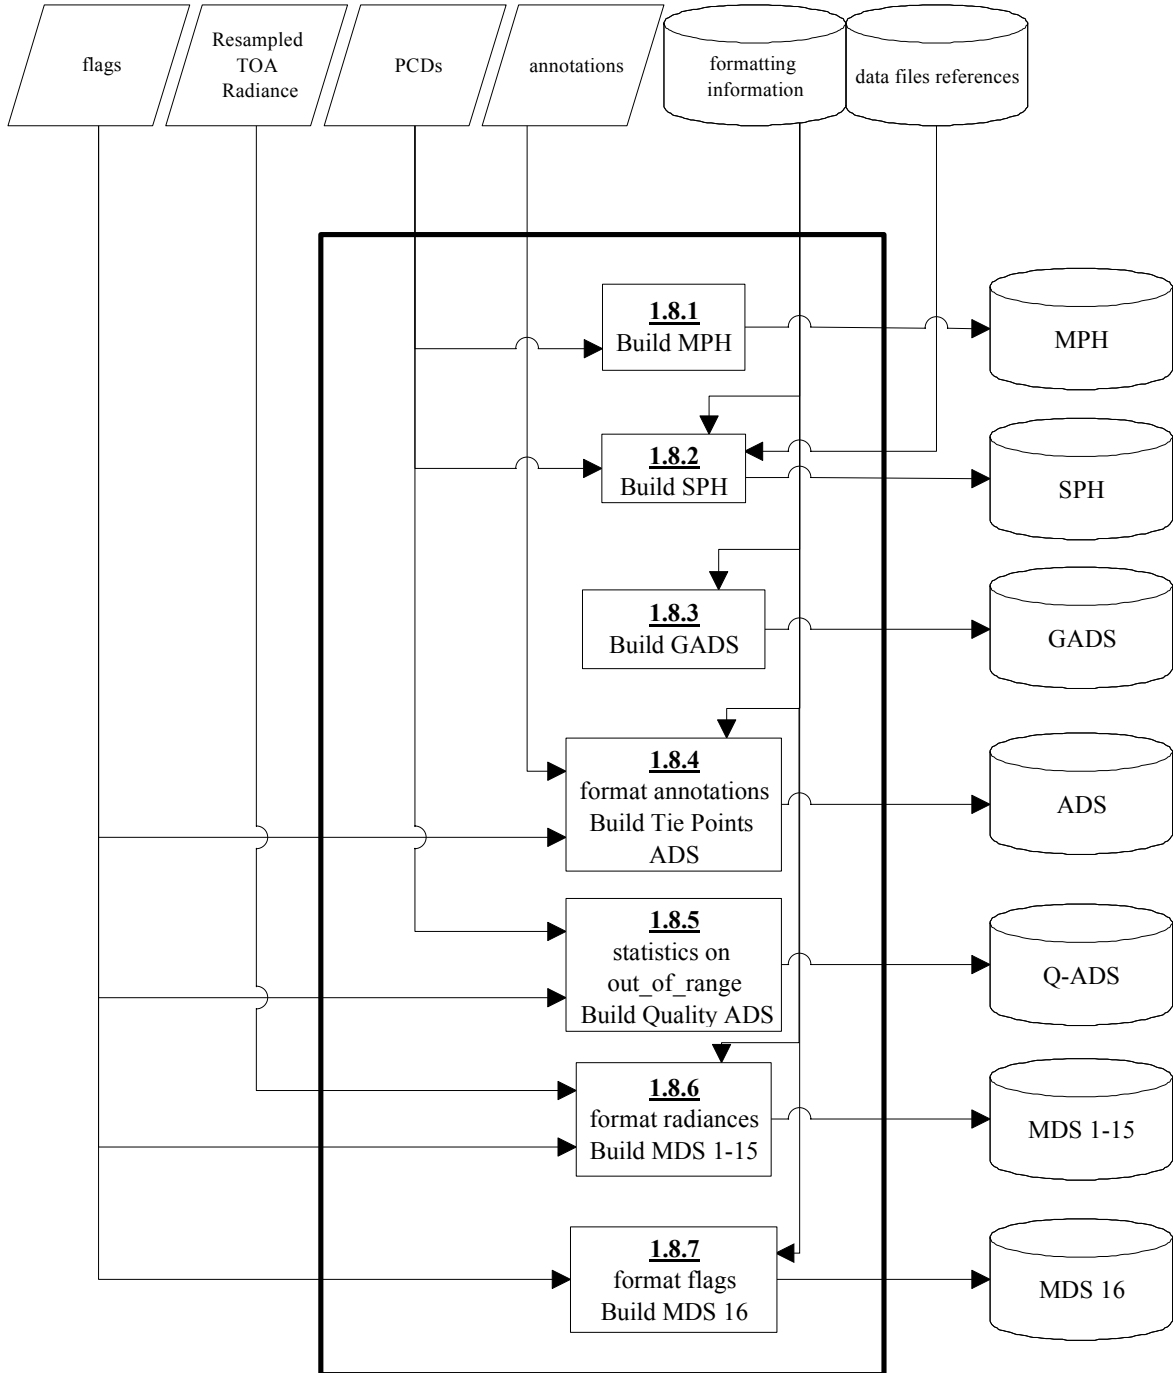 flags
Resampled
TOA
Radiance
PCDs
annotations
formatting
information
data files references
1.8.1
Build MPH
MPH
1.8.2
Build SPH
SPH
1.8.3
Build GADS
GADS
1.8.4
format annotations
Build Tie Points
ADS
ADS
1.8.5
statistics on
out_of_range
Build Quality ADS
Q-ADS
1.8.6
format radiances
Build MDS 1-15
MDS 1-15
1.8.7
format flags
Build MDS 16
MDS 16